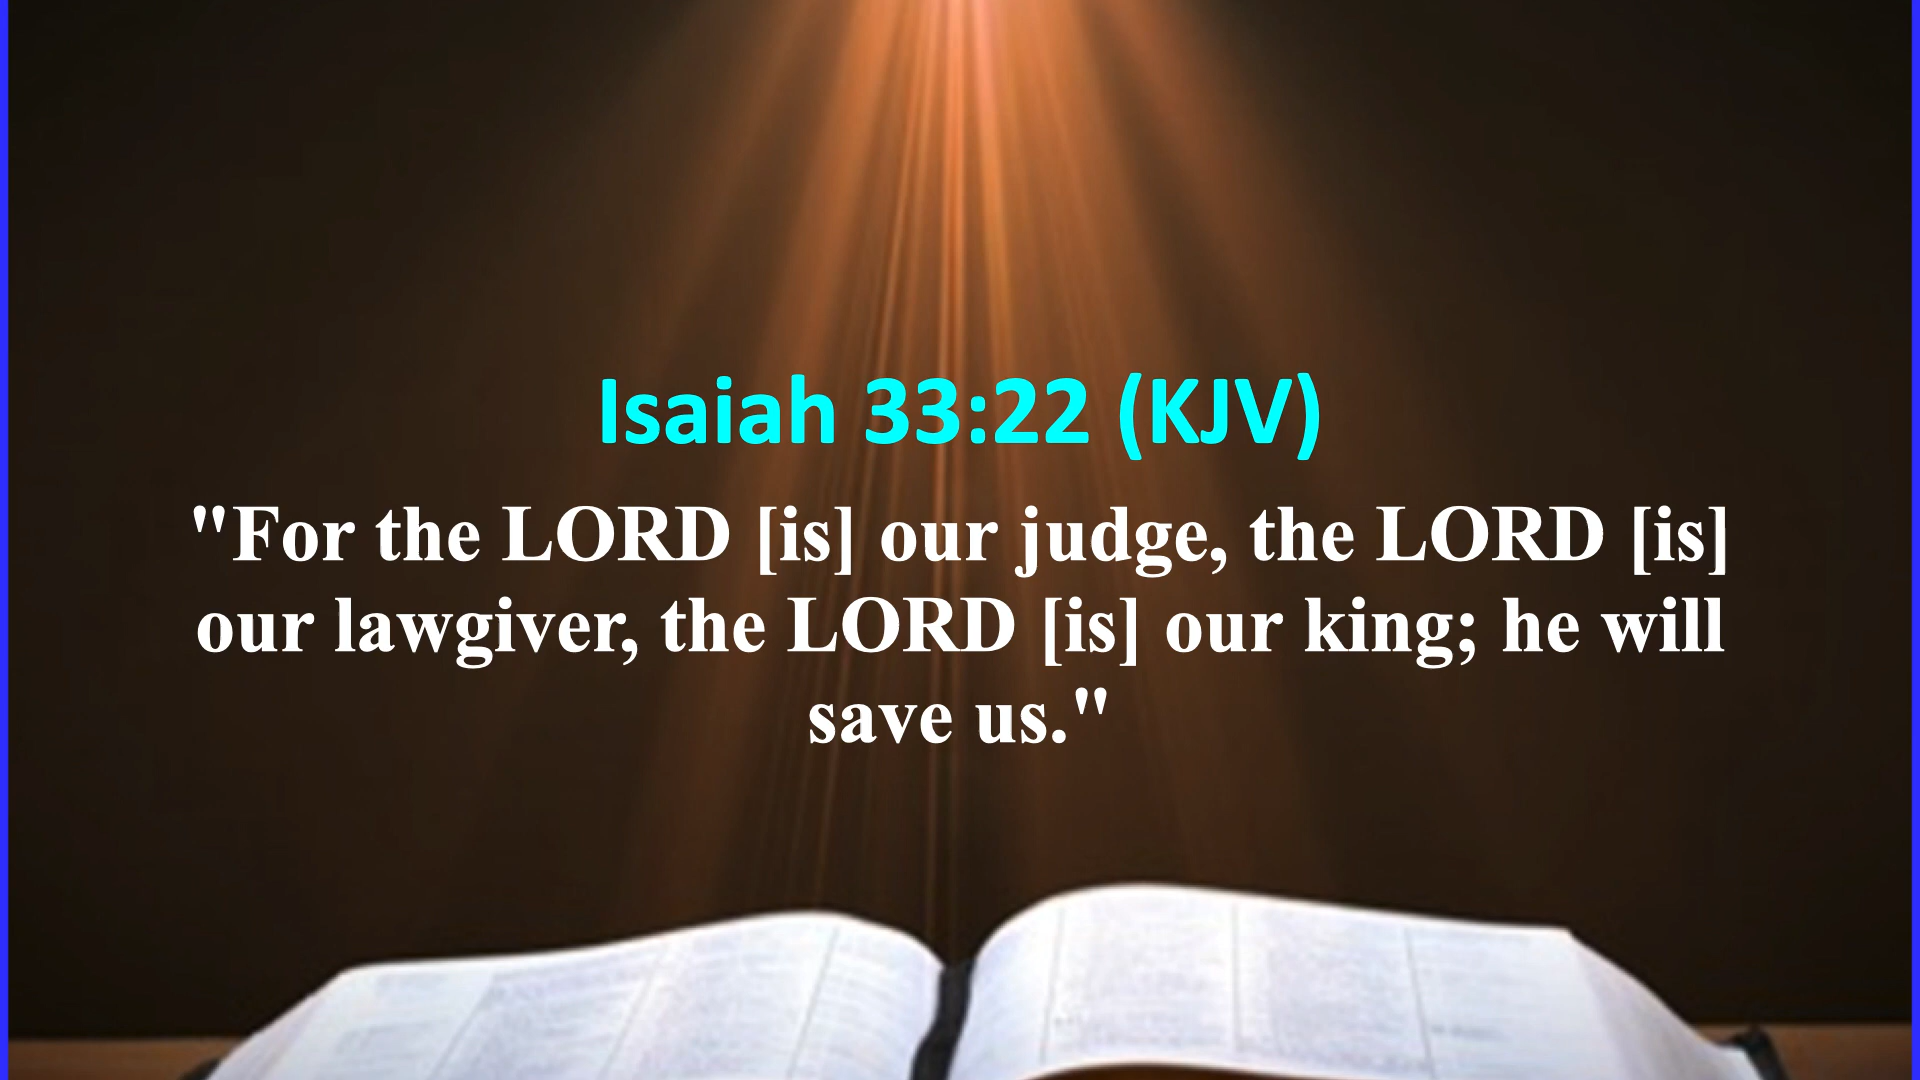 Isaiah 33:22 (KJV)
"For the LORD [is] our judge, the LORD [is]
our lawgiver, the LORD [is] our king; he will
save us."